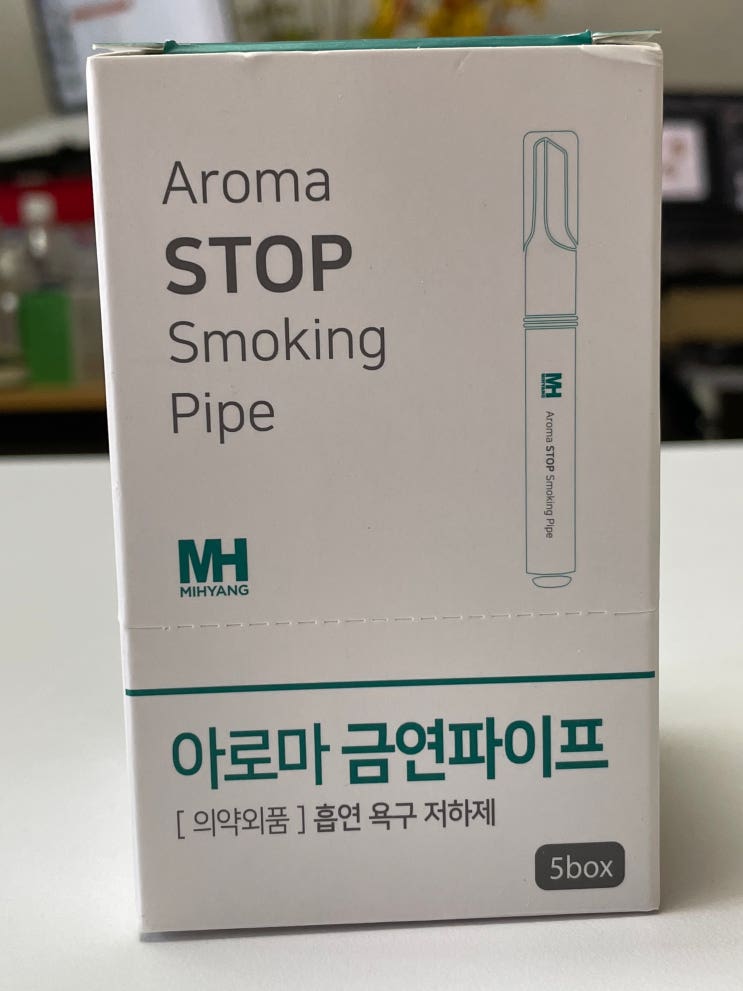 Aroma
STOP
Smoking
Pipe
MH
MIHYANG
Aroma STOP Smoking Pipe
MH
MIHYANG
아로마 금연파이프
[ 의약외품 ] 흡연 욕구 저하제
5box